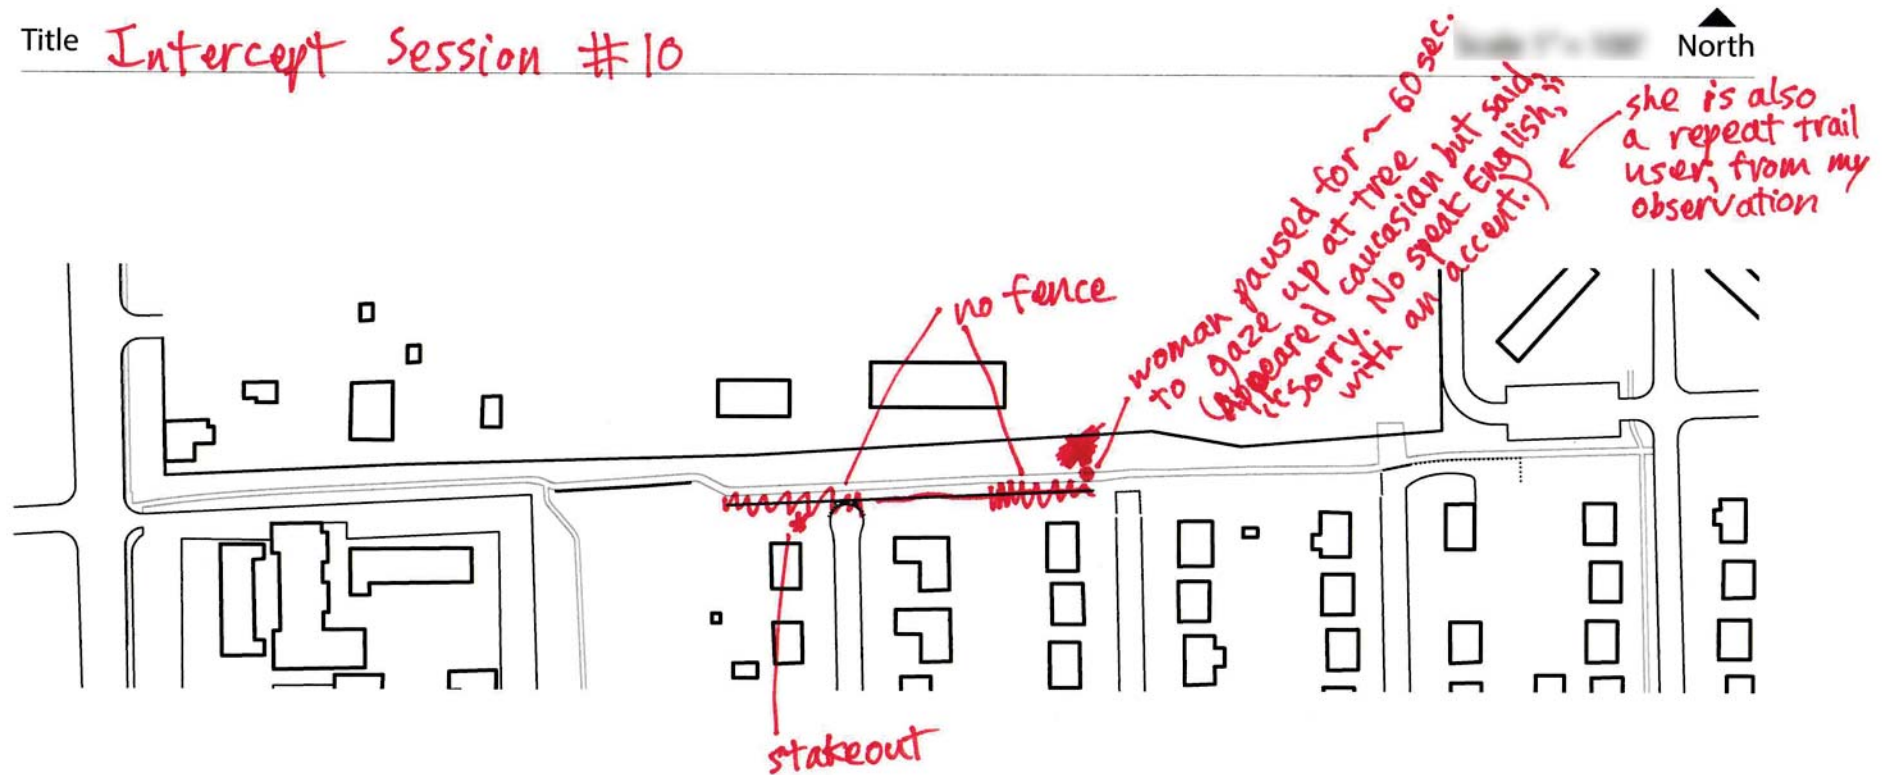 Title Intercept Session #10
North
woman paused for ~ 60 sec.
to gaze up at tree
(Appeared caucasian but said,
"Sorry. No speak English,"
with an accent.)
she is also
a repeat trail
user, from my
observation
no fence
stakeout